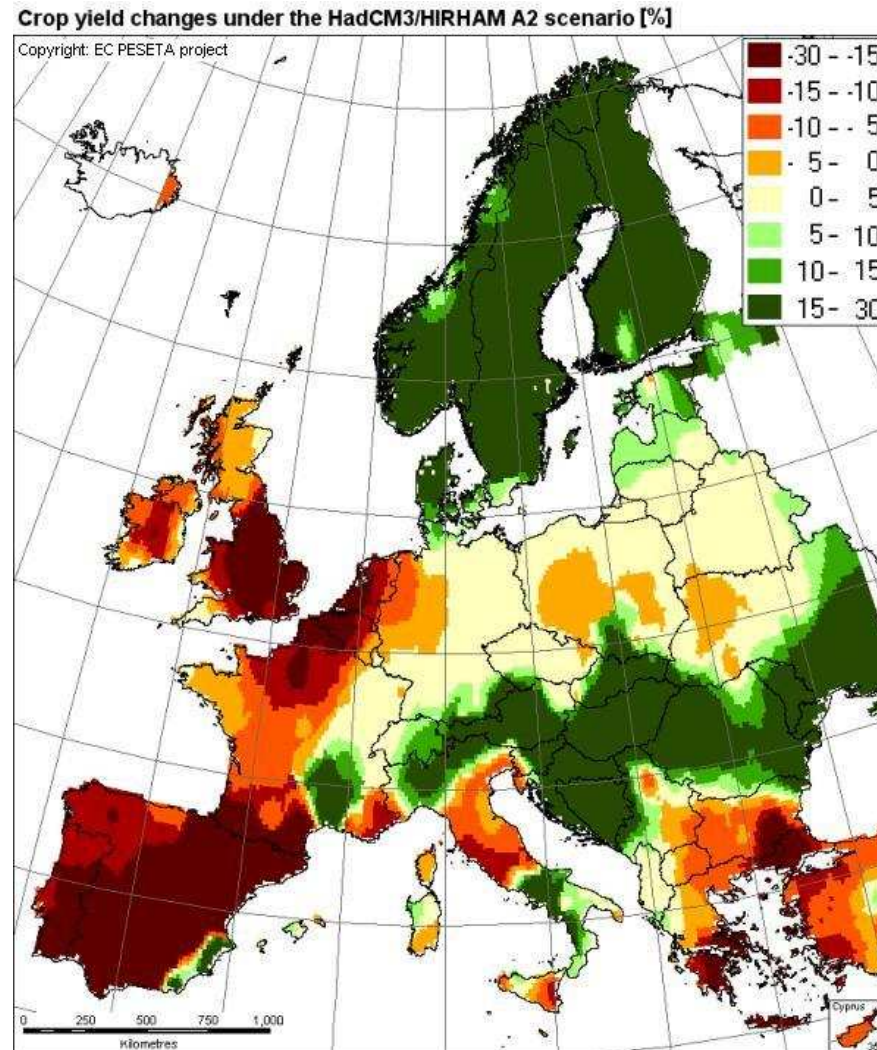 Crop yield changes under the HadCM3/HIRHAM A2 scenario [%]
Copyright: EC PESETA project
-30 - -15
-15 - -10
-10 - - 5
- 5 - 0
0 - 5
5 - 10
10 - 15
15 - 30
0 250 500 750 1,000
Kilometres
Cyprus